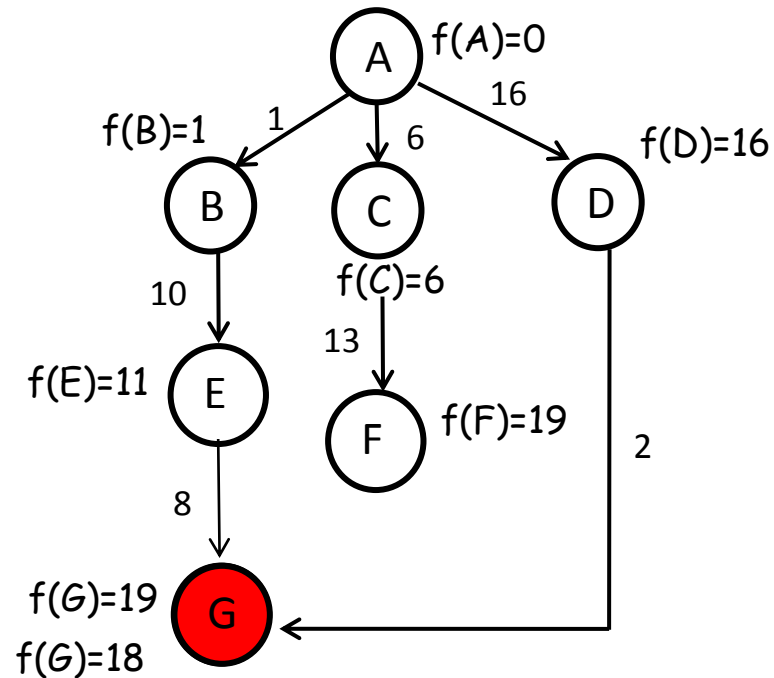 A
f(A)=0
1
6
16
f(B)=1
f(D)=16
B
C
D
f(C)=6
10
13
f(E)=11
E
F
f(F)=19
2
8
f(G)=19
G
f(G)=18